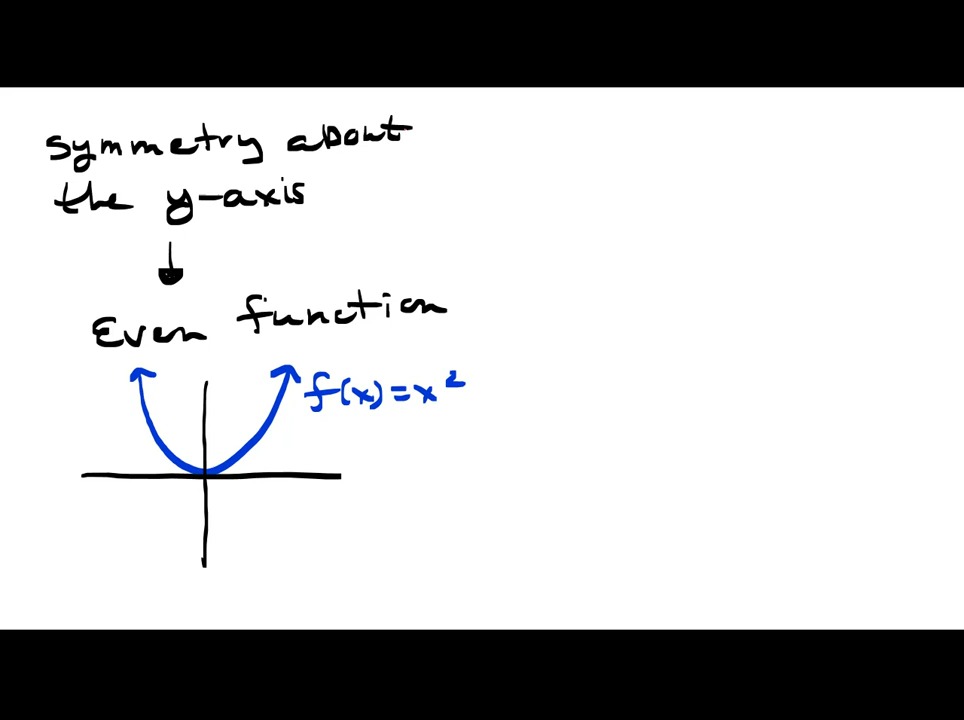 symmetry about
the y-axis
Even function
f(x)=x²